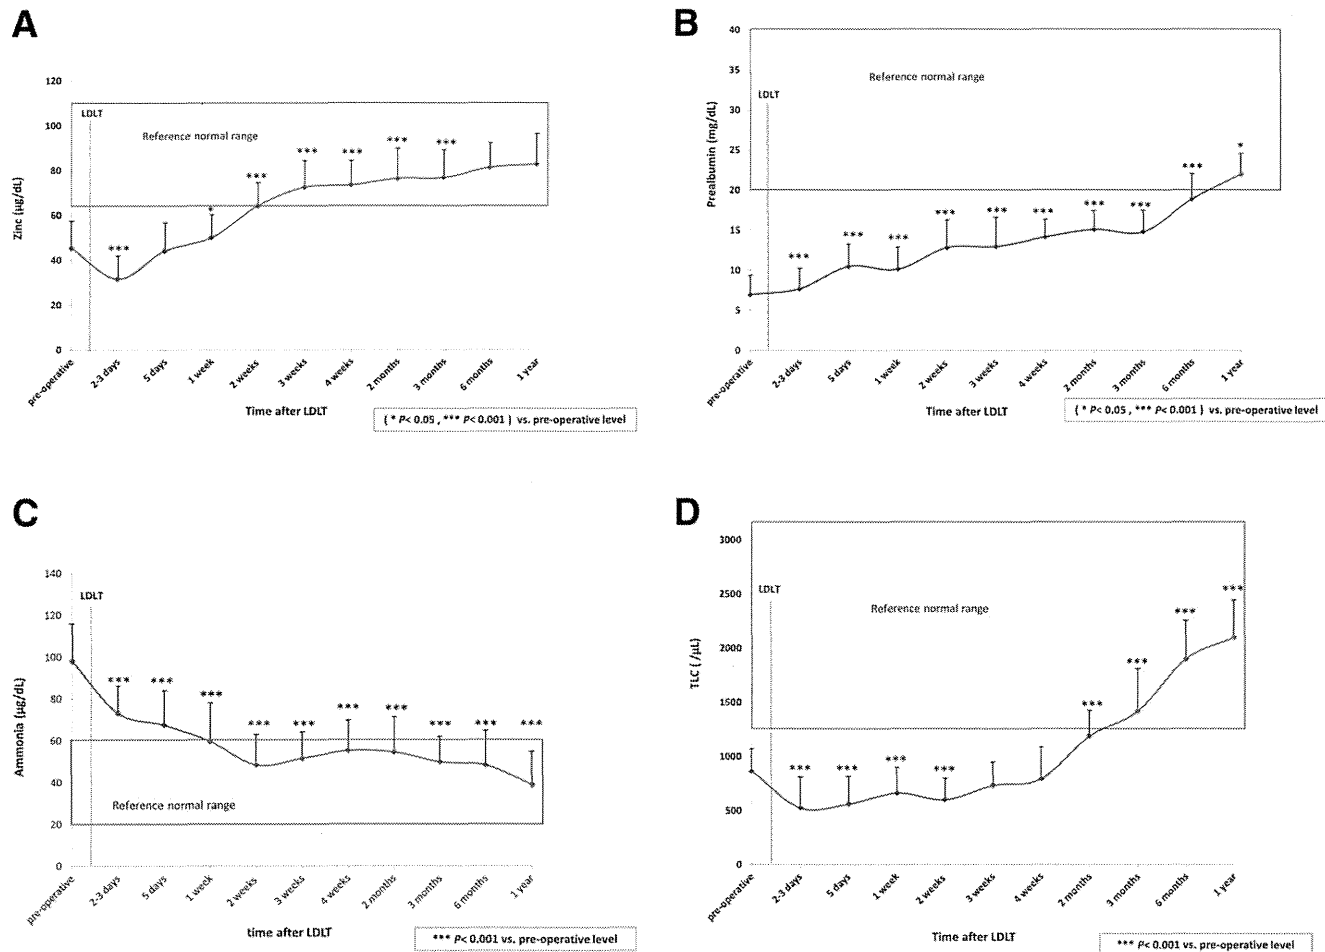 A
120
100
80
60
40
20
0
Zinc (µg/dL)
LDLT
Reference normal range
***
*
***
***
***
***
***
pre-operative
2-3 days
5 days
1 week
2 weeks
3 weeks
4 weeks
2 months
3 months
6 months
1 year
Time after LDLT
( * P< 0.05 , *** P< 0.001 ) vs. pre-operative level
B
40
35
30
25
20
15
10
5
0
Prealbumin (mg/dL)
LDLT
Reference normal range
***
***
***
***
***
***
***
***
***
*
pre-operative
2-3 days
5 days
1 week
2 weeks
3 weeks
4 weeks
2 months
3 months
6 months
1 year
Time after LDLT
( * P< 0.05 , *** P< 0.001 ) vs. pre-operative level
C
140
120
100
80
60
40
20
0
Ammonia (µg/dL)
LDLT
Reference normal range
***
***
***
***
***
***
***
***
***
***
pre-operative
2-3 days
5 days
1 week
2 weeks
3 weeks
4 weeks
2 months
3 months
6 months
1 year
time after LDLT
*** P< 0.001 vs. pre-operative level
D
3000
2500
2000
1500
1000
500
0
TLC ( /µL)
LDLT
Reference normal range
***
***
***
***
***
***
***
***
pre-operative
2-3 days
5 days
1 week
2 weeks
3 weeks
4 weeks
2 months
3 months
6 months
1 year
Time after LDLT
*** P< 0.001 vs. pre-operative level